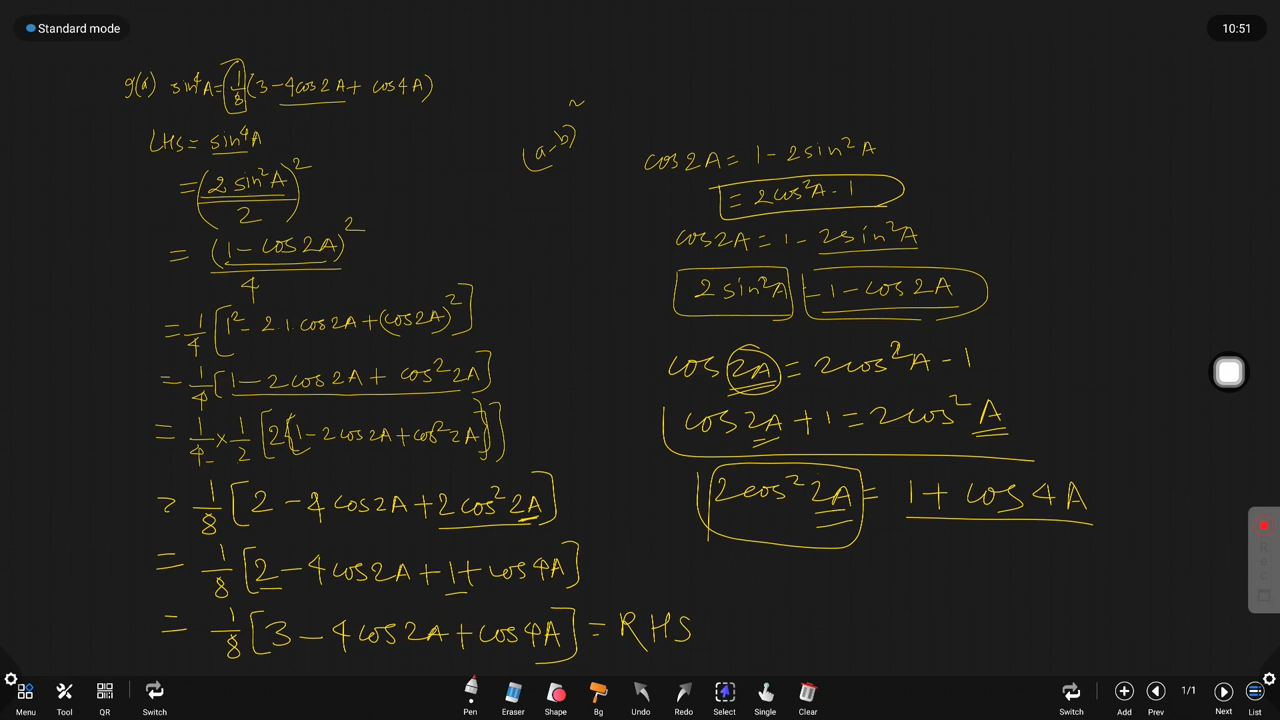 Standard mode
10:51
9(a) sin⁴A = 1/8 (3 - 4cos2A + cos4A)
LHS = sin⁴A
= (2 sin²A / 2)²
= (1 - cos2A)² / 4
= 1/4 [1² - 2.1.cos2A + (cos2A)²]
= 1/4 [1 - 2cos2A + cos²2A]
= 1/4 × 1/2 [2{1 - 2cos2A + cos²2A}]
= 1/8 [2 - 4cos2A + 2cos²2A]
= 1/8 [2 - 4cos2A + 1 + cos4A]
= 1/8 [3 - 4cos2A + cos4A] = RHS
(a-b)
~
cos2A = 1 - 2sin²A
= 2cos²A - 1
cos2A = 1 - 2sin²A
2sin²A = 1 - cos2A
cos2A = 2cos²A - 1
cos2A + 1 = 2cos²A
2cos²2A = 1 + cos4A
REC
Menu Tool QR Switch Pen Eraser Shape Bg Undo Redo Select Single Clear Switch Add Prev 1/1 Next List